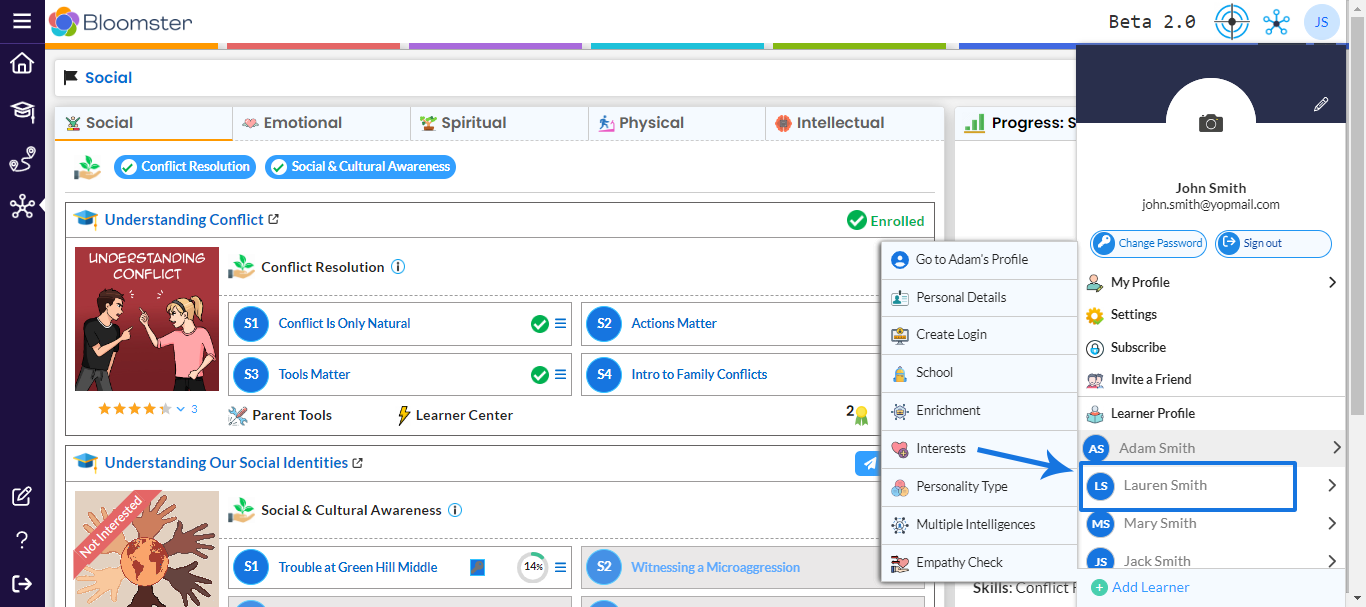 Bloomster
Beta 2.0
JS
Social
Social
Emotional
Spiritual
Physical
Intellectual
Progress: S
Conflict Resolution
Social & Cultural Awareness
Understanding Conflict
Enrolled
UNDERSTANDING
CONFLICT
Conflict Resolution
S1 Conflict Is Only Natural
S2 Actions Matter
S3 Tools Matter
S4 Intro to Family Conflicts
3
Parent Tools
Learner Center
2
Understanding Our Social Identities
Not Interested
Social & Cultural Awareness
S1 Trouble at Green Hill Middle
14%
S2 Witnessing a Microaggression
Go to Adam's Profile
Personal Details
Create Login
School
Enrichment
Interests
Personality Type
Multiple Intelligences
Empathy Check
John Smith
john.smith@yopmail.com
Change Password
Sign out
My Profile
Settings
Subscribe
Invite a Friend
Learner Profile
AS Adam Smith
LS Lauren Smith
MS Mary Smith
JS Jack Smith
Skills: Conflict
Add Learner